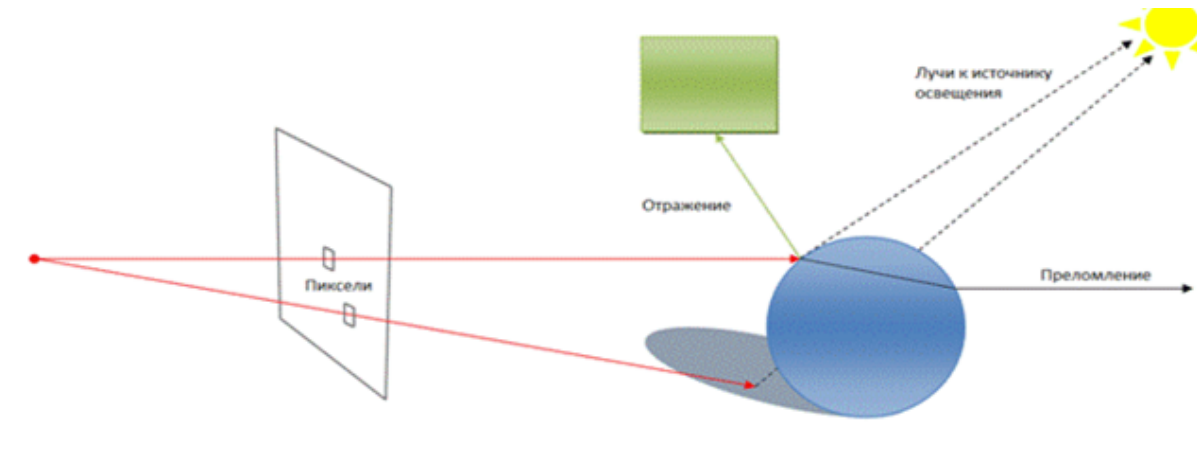 Лучи к источнику
освещения
Отражение
Пиксели
Преломление